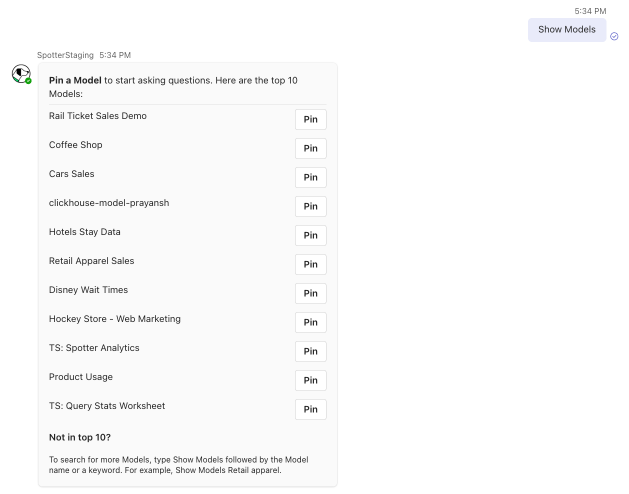 5:34 PM
Show Models
SpotterStaging 5:34 PM
Pin a Model to start asking questions. Here are the top 10
Models:
Rail Ticket Sales Demo Pin
Coffee Shop Pin
Cars Sales Pin
clickhouse-model-prayansh Pin
Hotels Stay Data Pin
Retail Apparel Sales Pin
Disney Wait Times Pin
Hockey Store - Web Marketing Pin
TS: Spotter Analytics Pin
Product Usage Pin
TS: Query Stats Worksheet Pin
Not in top 10?
To search for more Models, type Show Models followed by the Model
name or a keyword. For example, Show Models Retail apparel.